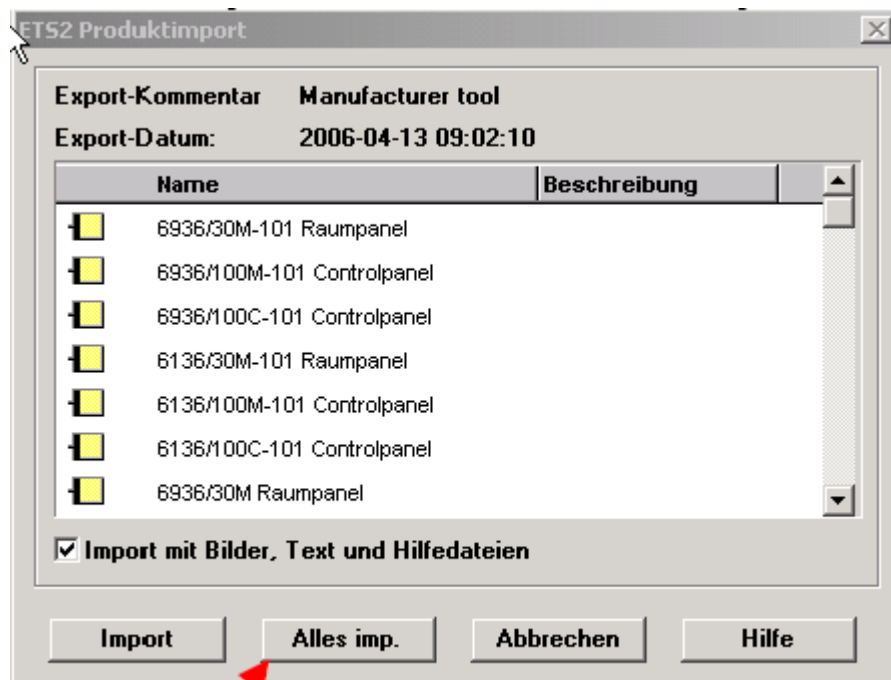 ETS2 Produktimport
Export-Kommentar Manufacturer tool
Export-Datum: 2006-04-13 09:02:10
Name Beschreibung
6936/30M-101 Raumpanel
6936/100M-101 Controlpanel
6936/100C-101 Controlpanel
6136/30M-101 Raumpanel
6136/100M-101 Controlpanel
6136/100C-101 Controlpanel
6936/30M Raumpanel
Import mit Bilder, Text und Hilfedateien
Import Alles imp. Abbrechen Hilfe